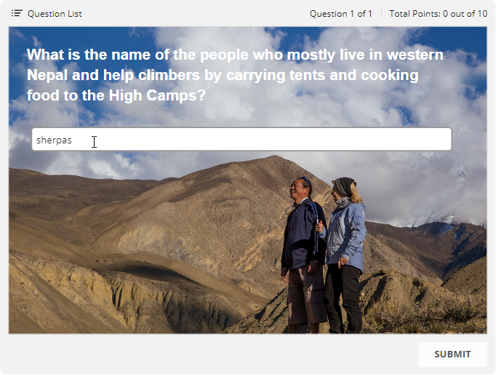 Question List
Question 1 of 1 | Total Points: 0 out of 10
What is the name of the people who mostly live in western
Nepal and help climbers by carrying tents and cooking
food to the High Camps?
sherpas
SUBMIT